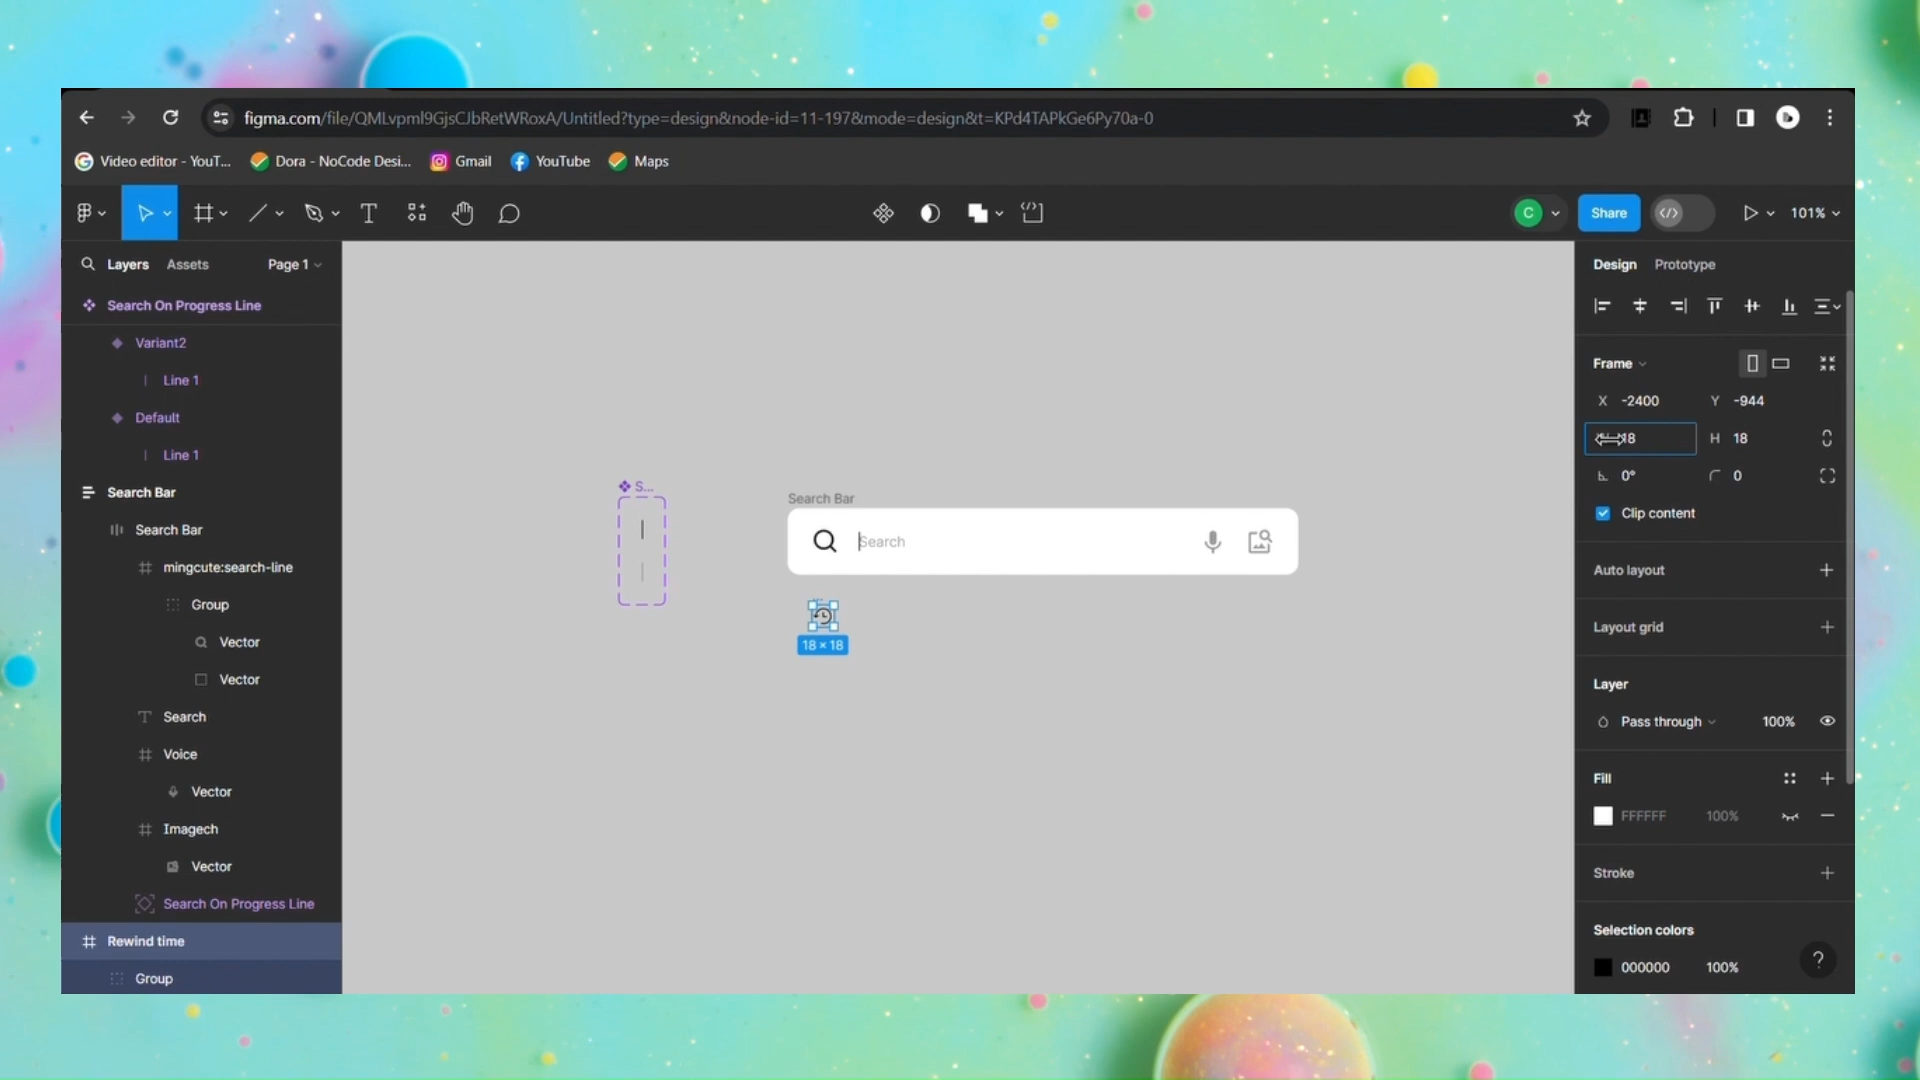 figma.com/file/QMLvpml9GjsCJbRetWRoxA/Untitled?type=design&node-id=11-197&mode=design&t=KPd4TAPkGe6Py70a-0
Video editor - YouT... Dora - NoCode Desi... Gmail YouTube Maps
C Share 101%
Layers Assets Page 1
Search On Progress Line
Variant2
Line 1
Default
Line 1
Search Bar
Search Bar
mingcute:search-line
Group
Vector
Vector
Search
Voice
Vector
Imagech
Vector
Search On Progress Line
Rewind time
Group
S...
Search Bar
Search
18 × 18
Design Prototype
Frame
X -2400 Y -944
18 H 18
0° 0
Clip content
Auto layout
Layout grid
Layer
Pass through 100%
Fill
FFFFFF 100%
Stroke
Selection colors
000000 100%
?